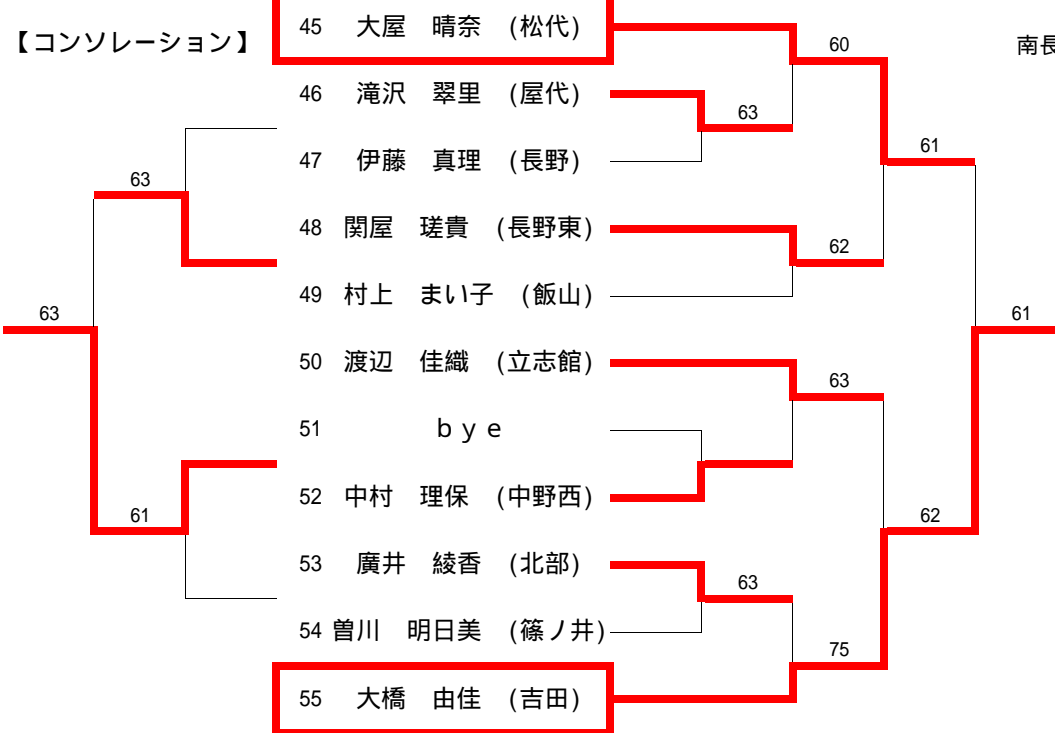 45 大屋 晴奈 (松代)
【コンソレーション】
60
南長
46 滝沢 翠里 (屋代)
63
47 伊藤 真理 (長野)
61
63
48 関屋 瑳貴 (長野東)
62
49 村上 まい子 (飯山)
63
61
50 渡辺 佳織 (立志館)
63
51 ｂｙｅ
52 中村 理保 (中野西)
61
62
53 廣井 綾香 (北部)
63
54 曽川 明日美 (篠ノ井)
75
55 大橋 由佳 (吉田)